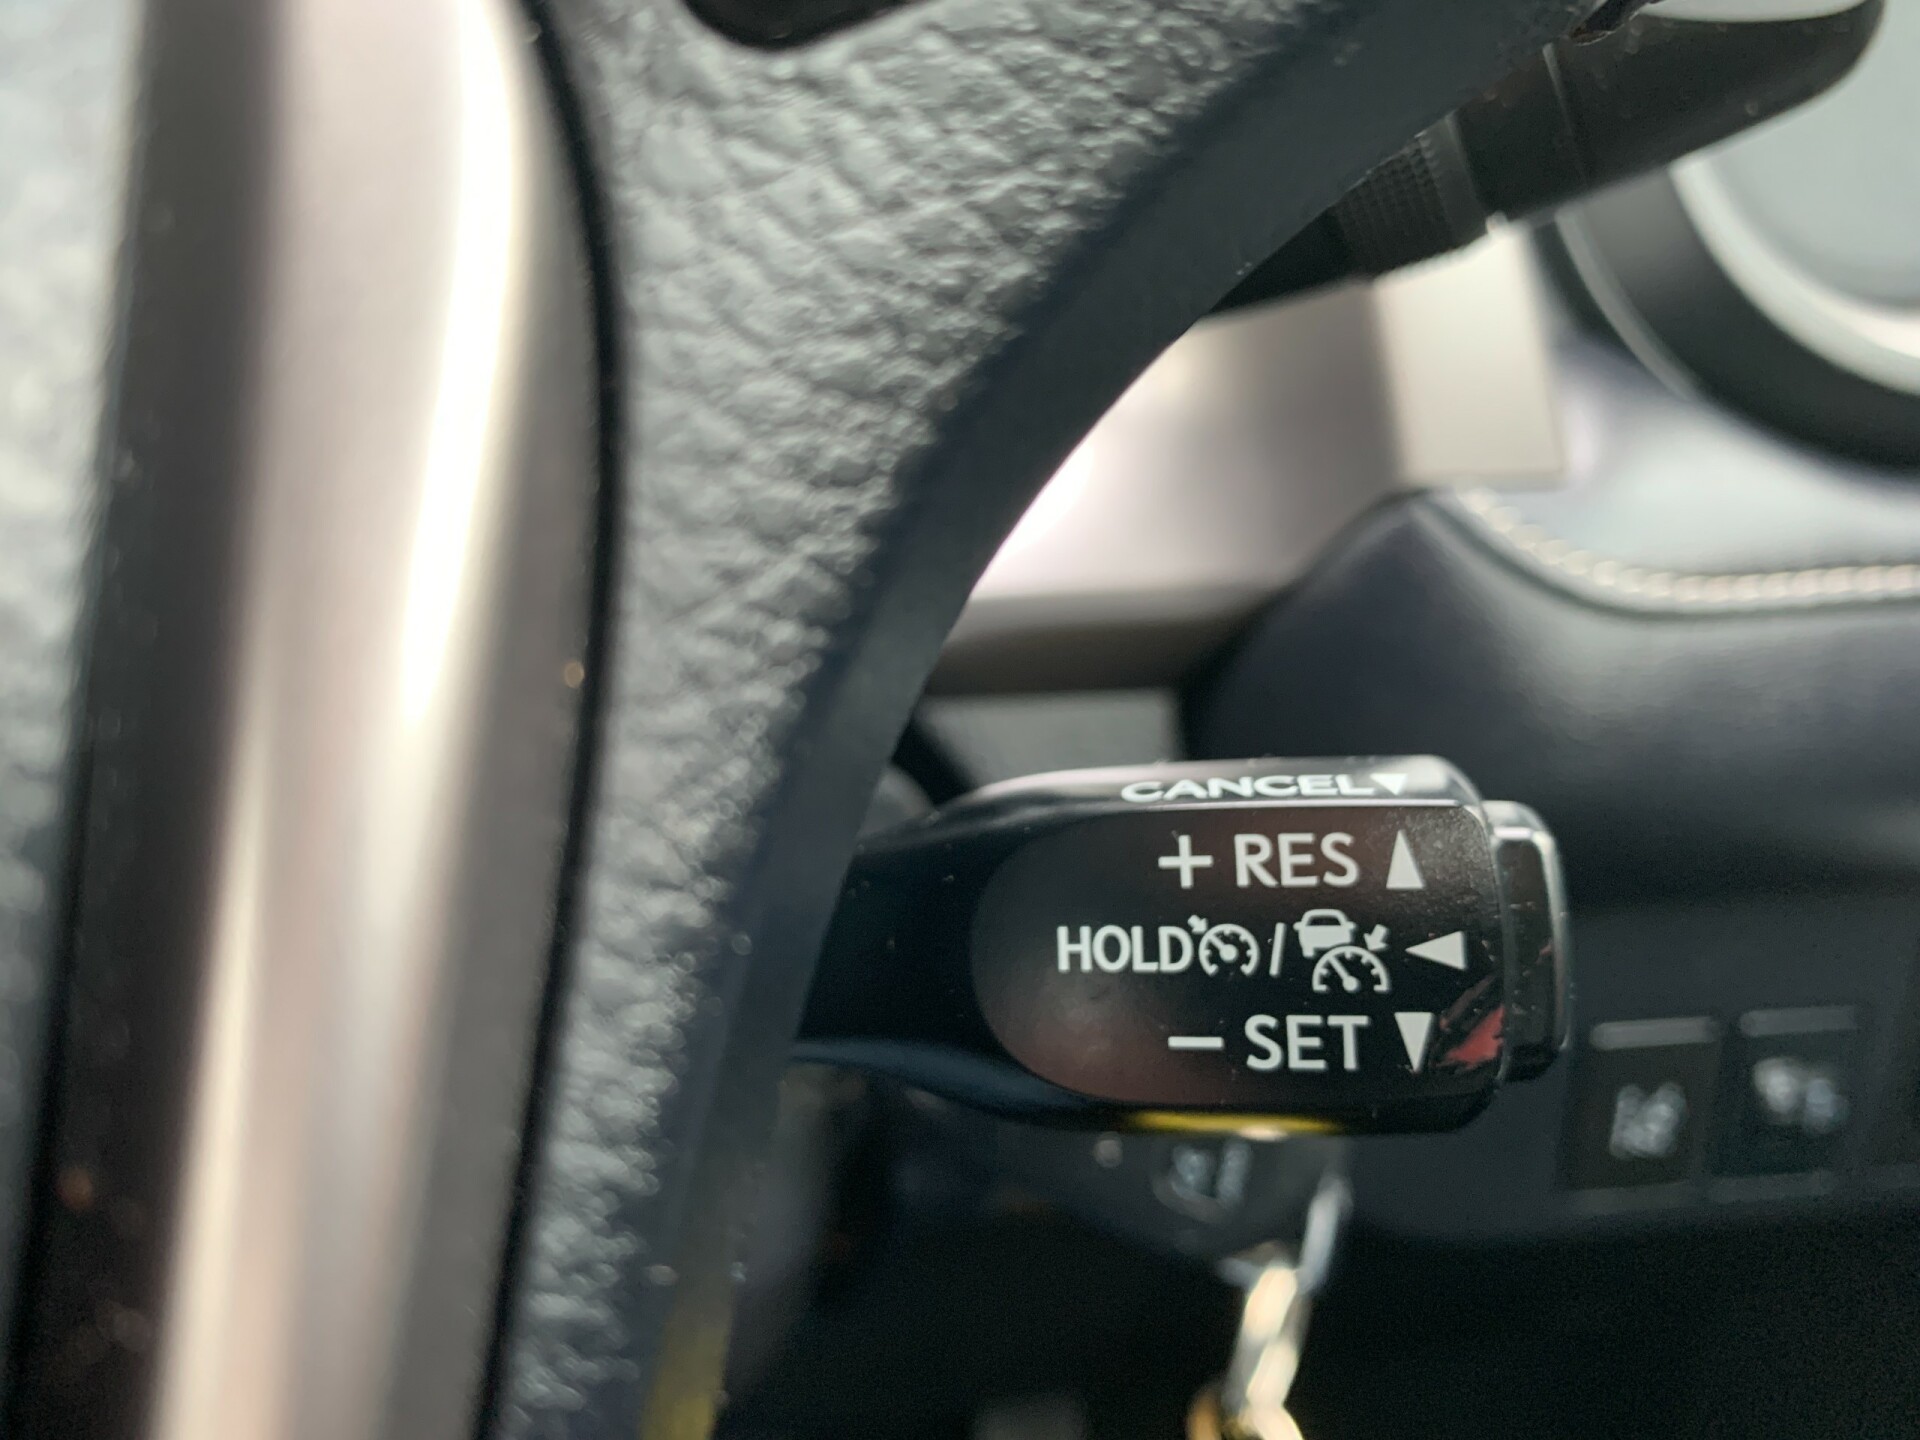 CANCEL▼
+ RES ▲
HOLD / ◀
− SET ▼